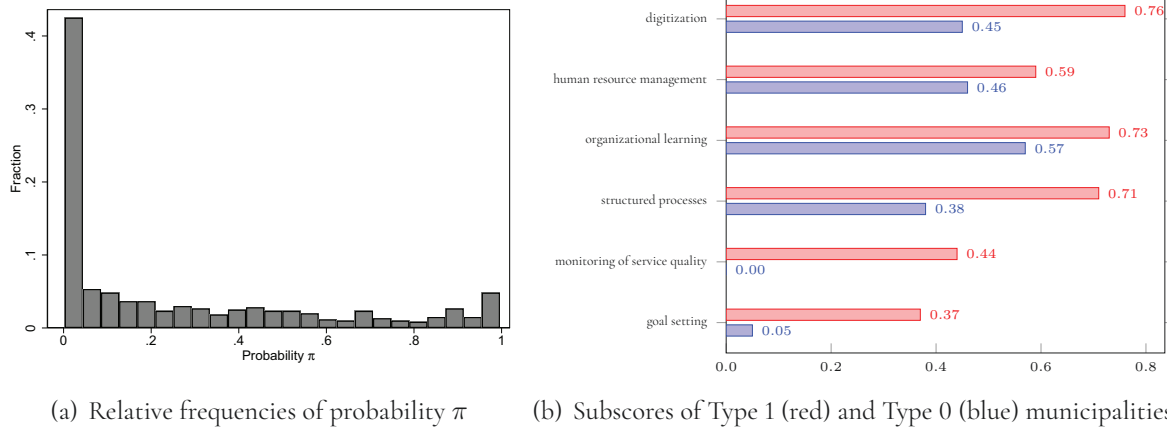 .4
.3
.2
.1
0
Fraction
0 .2 .4 .6 .8 1
Probability π
(a) Relative frequencies of probability π
digitization 0.76
0.45
human resource management 0.59
0.46
organizational learning 0.73
0.57
structured processes 0.71
0.38
monitoring of service quality 0.44
0.00
goal setting 0.37
0.05
0.0 0.2 0.4 0.6 0.8
(b) Subscores of Type 1 (red) and Type 0 (blue) municipalities